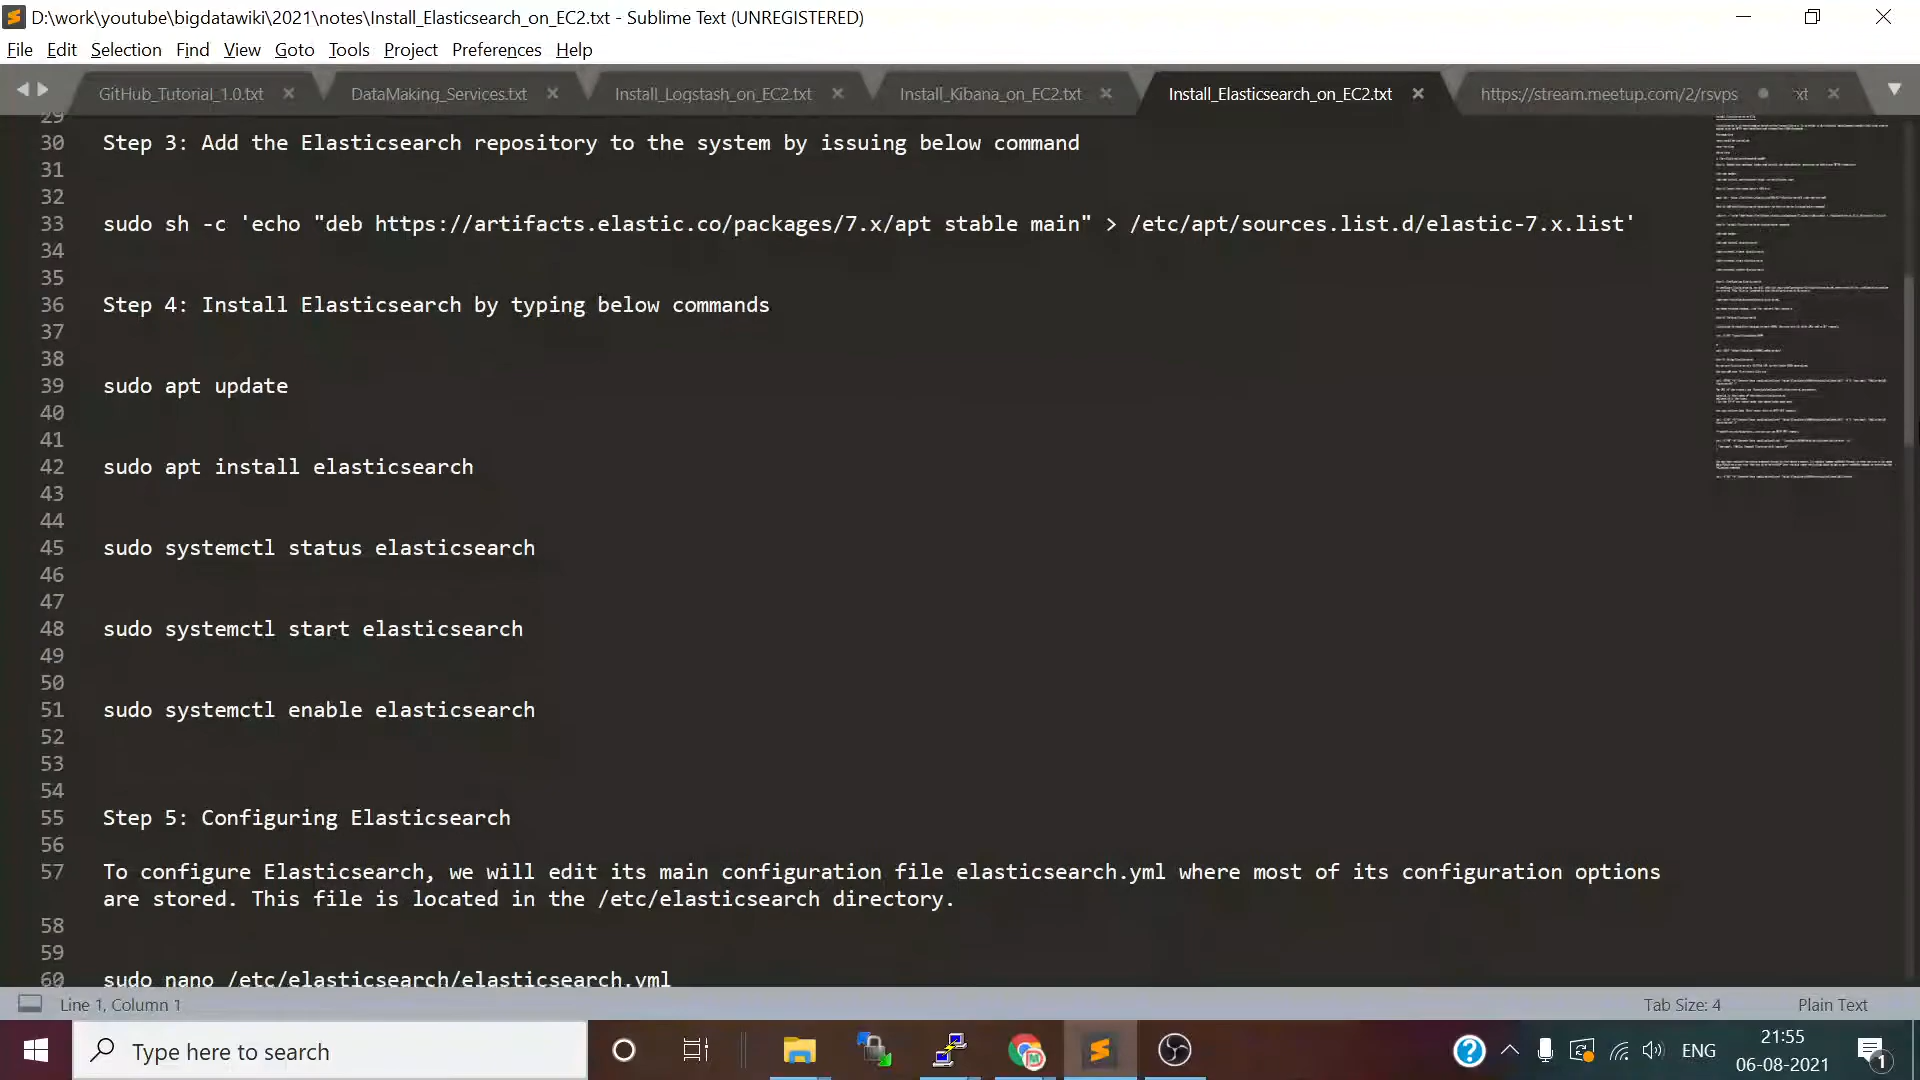 D:\work\youtube\bigdatawiki\2021\notes\Install_Elasticsearch_on_EC2.txt - Sublime Text (UNREGISTERED)
File Edit Selection Find View Goto Tools Project Preferences Help
GitHub_Tutorial_1.0.txt DataMaking_Services.txt Install_Logstash_on_EC2.txt Install_Kibana_on_EC2.txt Install_Elasticsearch_on_EC2.txt https://stream.meetup.com/2/rsvps xt
29
30 Step 3: Add the Elasticsearch repository to the system by issuing below command
31
32
33 sudo sh -c 'echo "deb https://artifacts.elastic.co/packages/7.x/apt stable main" > /etc/apt/sources.list.d/elastic-7.x.list'
34
35
36 Step 4: Install Elasticsearch by typing below commands
37
38
39 sudo apt update
40
41
42 sudo apt install elasticsearch
43
44
45 sudo systemctl status elasticsearch
46
47
48 sudo systemctl start elasticsearch
49
50
51 sudo systemctl enable elasticsearch
52
53
54
55 Step 5: Configuring Elasticsearch
56
57 To configure Elasticsearch, we will edit its main configuration file elasticsearch.yml where most of its configuration options
are stored. This file is located in the /etc/elasticsearch directory.
58
59
60 sudo nano /etc/elasticsearch/elasticsearch.yml
Line 1, Column 1 Tab Size: 4 Plain Text
Type here to search
ENG
21:55
06-08-2021
1